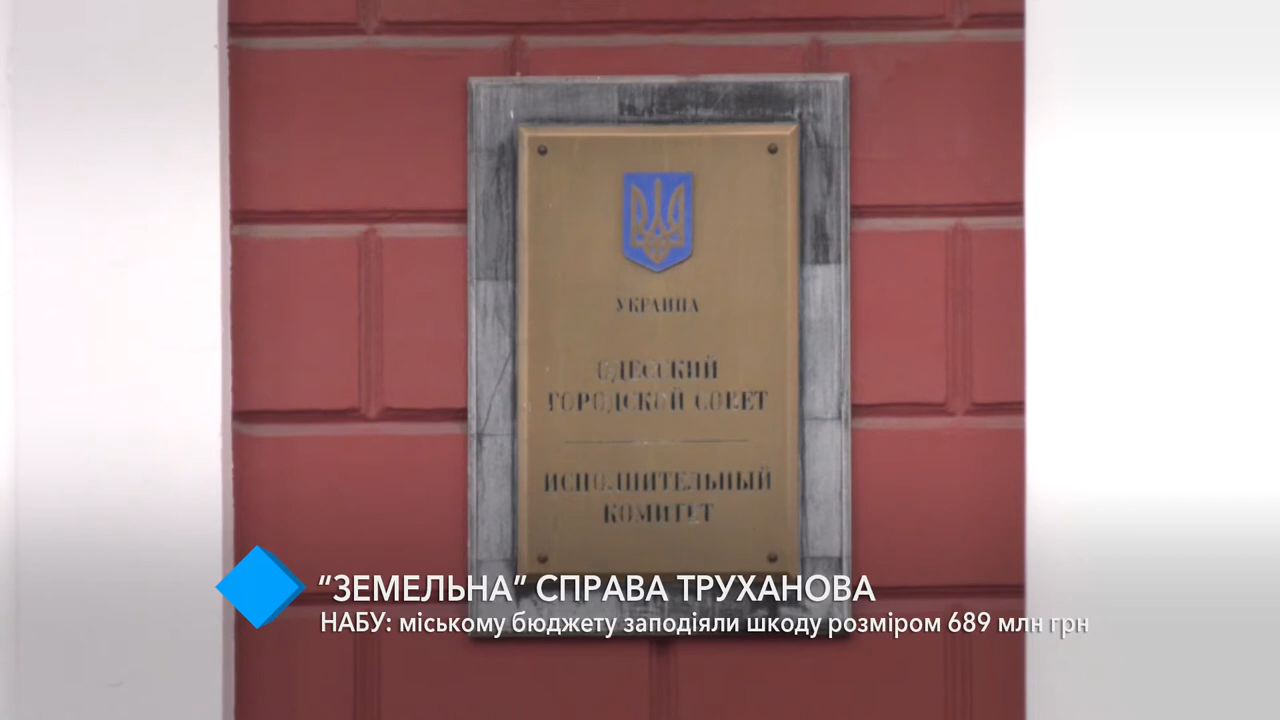 УКРАИНА
ОДЕССКИЙ
ГОРОДСКОЙ СОВЕТ
ИСПОЛНИТЕЛЬНЫЙ
КОМИТЕТ
“ЗЕМЕЛЬНА” СПРАВА ТРУХАНОВА
НАБУ: міському бюджету заподіяли шкоду розміром 689 млн грн